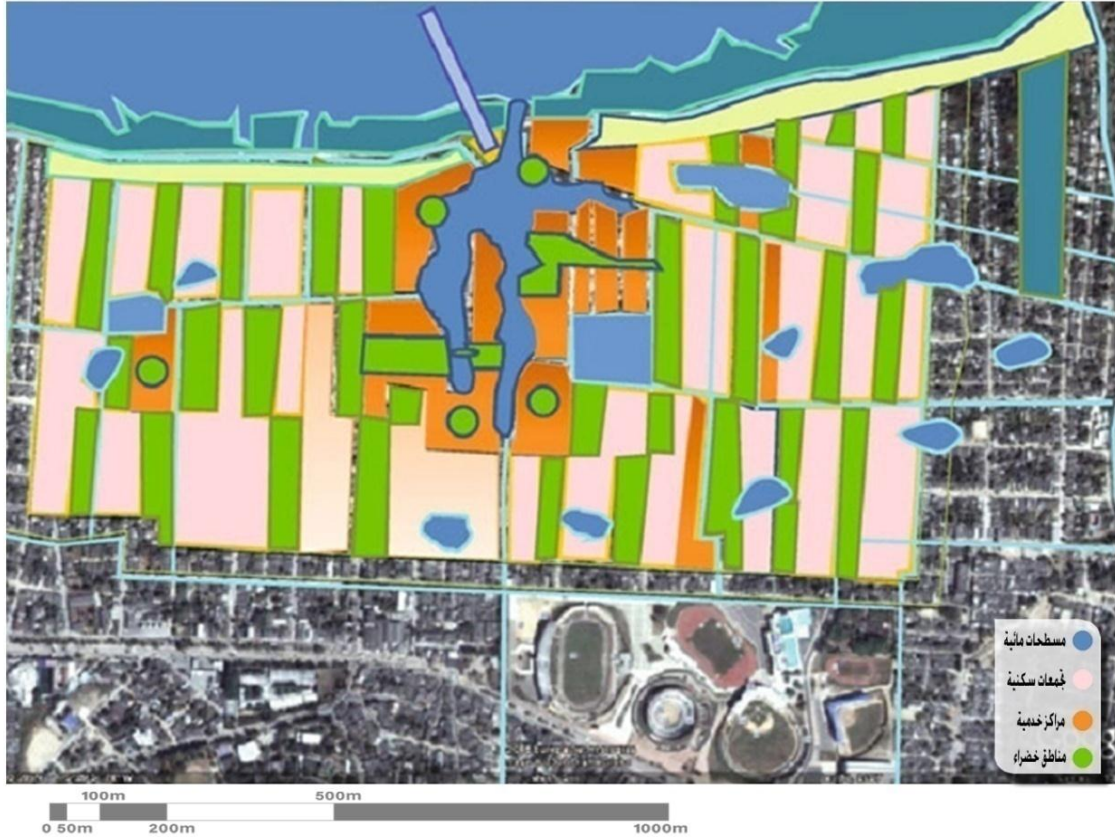 مسطحات مائية
تجمعات سكنية
مراكز خدمية
مناطق خضراء
100m 500m
0 50m 200m 1000m